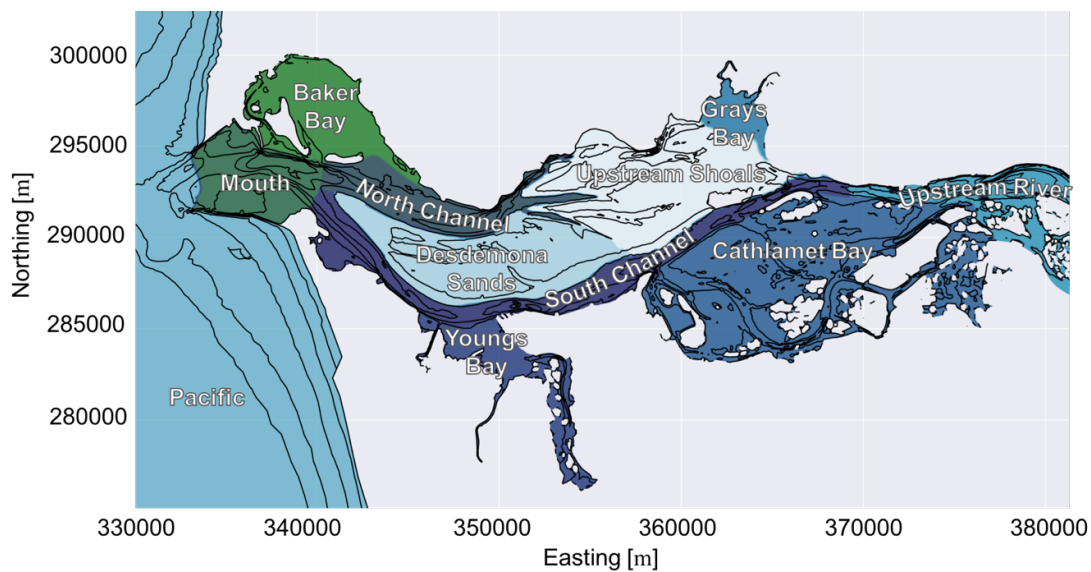 300000
295000
290000
285000
280000
Northing [m]
Baker
Bay
Grays
Bay
Mouth
North Channel
Upstream Shoals
Upstream River
Desdemona
Sands
South Channel
Cathlamet Bay
Youngs
Bay
Pacific
330000 340000 350000 360000 370000 380000
Easting [m]